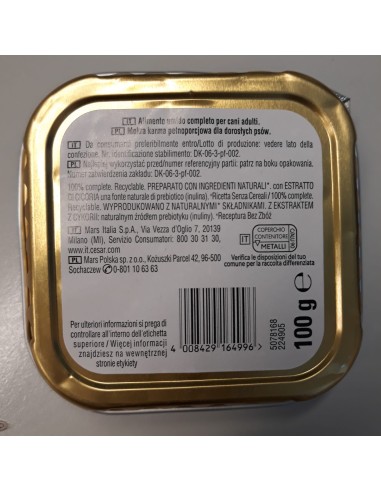 IT Alimento umido completo per cani adulti.
PL Mokra karma pełnoporcjowa dla dorosłych psów.
IT Da consumarsi preferibilmente entro/Lotto di produzione: vedere lato della
confezione. Nr. identificazione stabilimento: DK-06-3-pf-002.
PL Najlepiej wykorzystać przed/numer referencyjny partii: patrz na boku opakowania.
Numer zatwierdzenia zakładu: DK-06-3-pf-002.
100% complete. Recyclable. PREPARATO CON INGREDIENTI NATURALI*. con ESTRATTO
DI CICORIA una fonte naturale di prebiotico (inulina). °Ricetta Senza Cereali / 100% complete.
Recyclable. WYPRODUKOWANO Z NATURALNYMI* SKŁADNIKAMI, Z EKSTRAKTEM
Z CYKORII: naturalnym źródłem prebiotyku (inuliny). °Receptura Bez Zbóż
IT Mars Italia S.p.A, Via Vezza d'Oglio 7, 20139
Milano (MI). Servizio Consumatori: 800 30 31 30,
www.it.cesar.com
PL Mars Polska sp. z o.o., Kożuszki Parcel 42, 96-500
Sochaczew 0-801 10 63 63
IT
COPERCHIO
CONTENITORE
METALLI
Verifica le disposizioni del tuo
comune per la raccolta differenziata
Per ulteriori informazioni si prega di
controllare all'interno dell'etichetta
superiore / Więcej informacji
znajdziesz na wewnętrznej
stronie etykiety
4 008429 164996
5078168
224905
100 g e